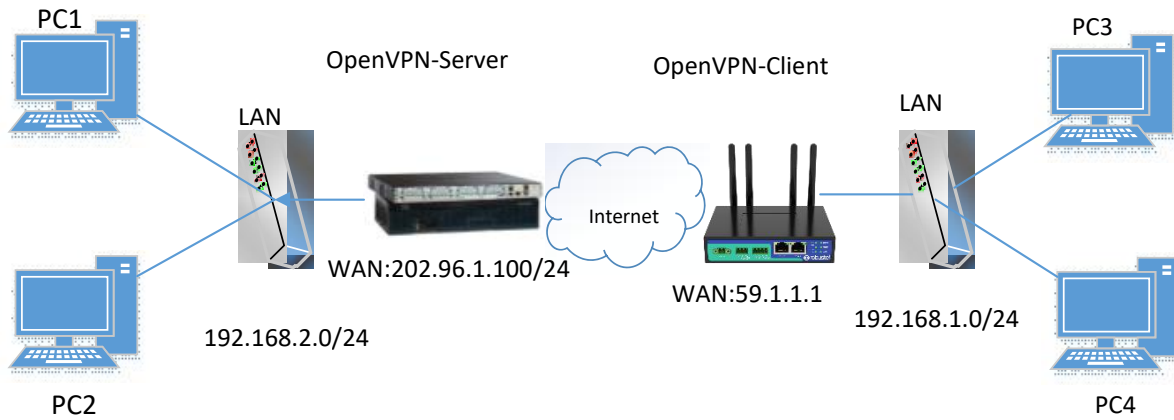 PC1
PC3
OpenVPN-Server
OpenVPN-Client
LAN
LAN
Internet
robustel
WAN:202.96.1.100/24
WAN:59.1.1.1
192.168.2.0/24
192.168.1.0/24
PC2
PC4